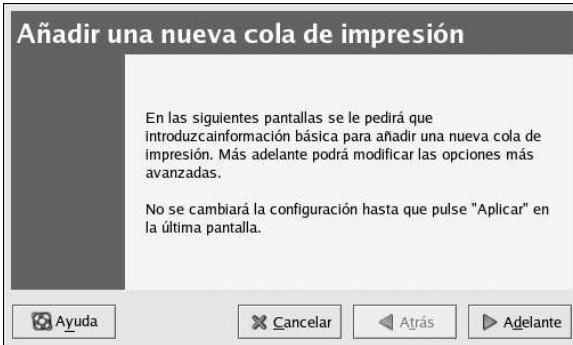 Añadir una nueva cola de impresión
En las siguientes pantallas se le pedirá que
introduzcainformación básica para añadir una nueva cola de
impresión. Más adelante podrá modificar las opciones más
avanzadas.
No se cambiará la configuración hasta que pulse "Aplicar" en
la última pantalla.
Ayuda
Cancelar
Atrás
Adelante